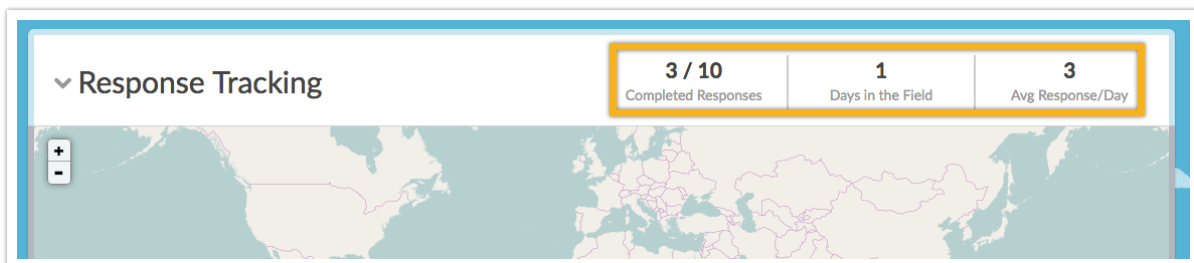 Response Tracking
3 / 10
Completed Responses
1
Days in the Field
3
Avg Response/Day
+
-